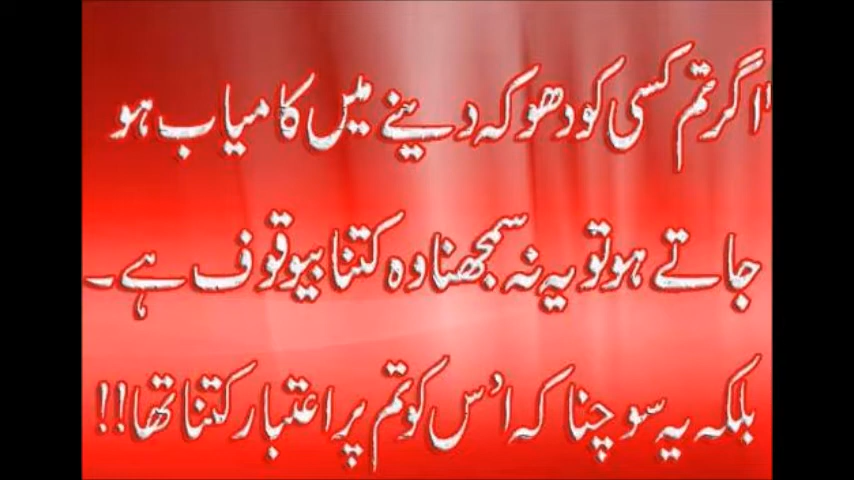 "اگر تم کسی کو دھوکہ دینے میں کامیاب ہو
جاتے ہو تو یہ نہ سمجھنا وہ کتنا بیوقوف ہے۔
بلکہ یہ سوچنا کہ اُس کو تم پر اعتبار کتنا تھا!!